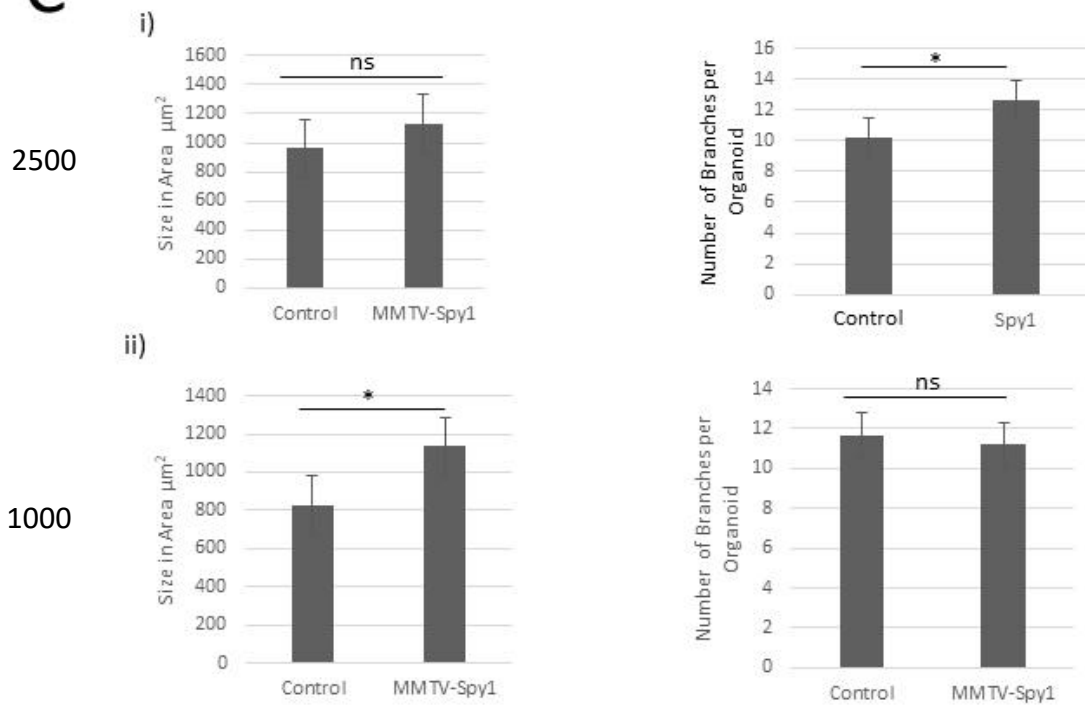 C
i)
2500
Size in Area µm²
1600
1400
1200
1000
800
600
400
200
0
ns
Control MMTV-Spy1
Number of Branches per
Organoid
16
14
12
10
8
6
4
2
0
*
Control Spy1
ii)
1000
Size in Area µm²
1400
1200
1000
800
600
400
200
0
*
Control MMTV-Spy1
Number of Branches per
Organoid
14
12
10
8
6
4
2
0
ns
Control MMTV-Spy1